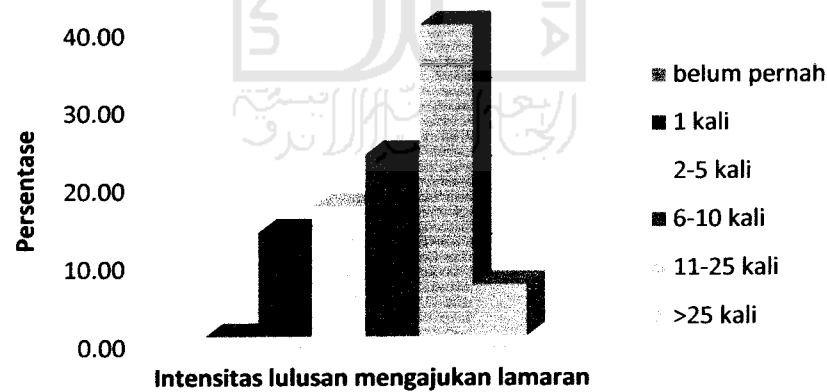 40.00
30.00
20.00
10.00
0.00
Persentase
Intensitas lulusan mengajukan lamaran
belum pernah
1 kali
2-5 kali
6-10 kali
11-25 kali
>25 kali